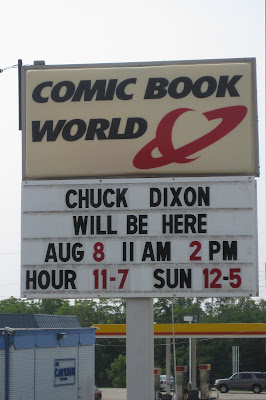 COMIC BOOK
WORLD
CHUCK DIXON
WILL BE HERE
AUG 8 11 AM 2 PM
HOUR 11-7 SUN 12-5